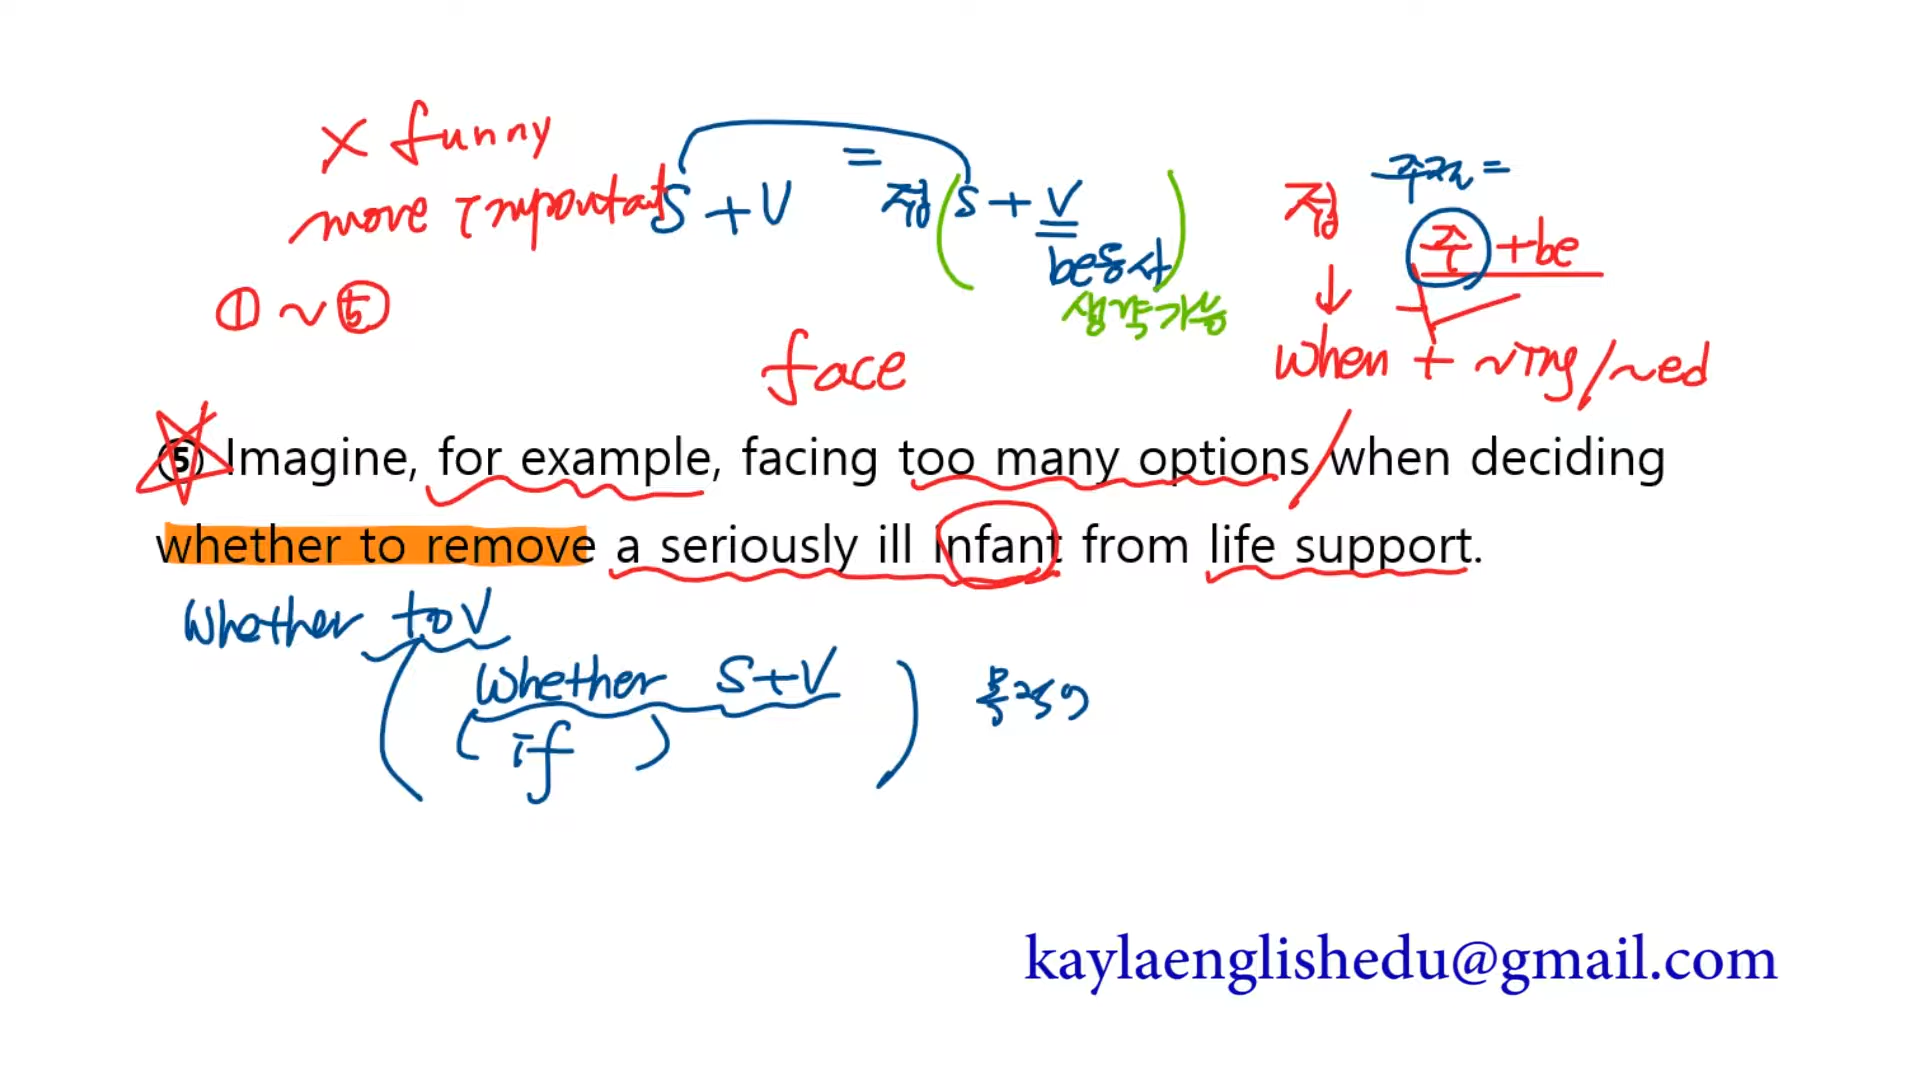 X funny
more important S + V = 접 (S + V)
be동사
생략가능
접 주절 =
주 + be
① ~ ⑤
face
when + ~ing / ~ed
⑤ Imagine, for example, facing too many options / when deciding
whether to remove a seriously ill infant from life support.
Whether to V
(Whether S+V)
(if)
kaylaenglishedu@gmail.com